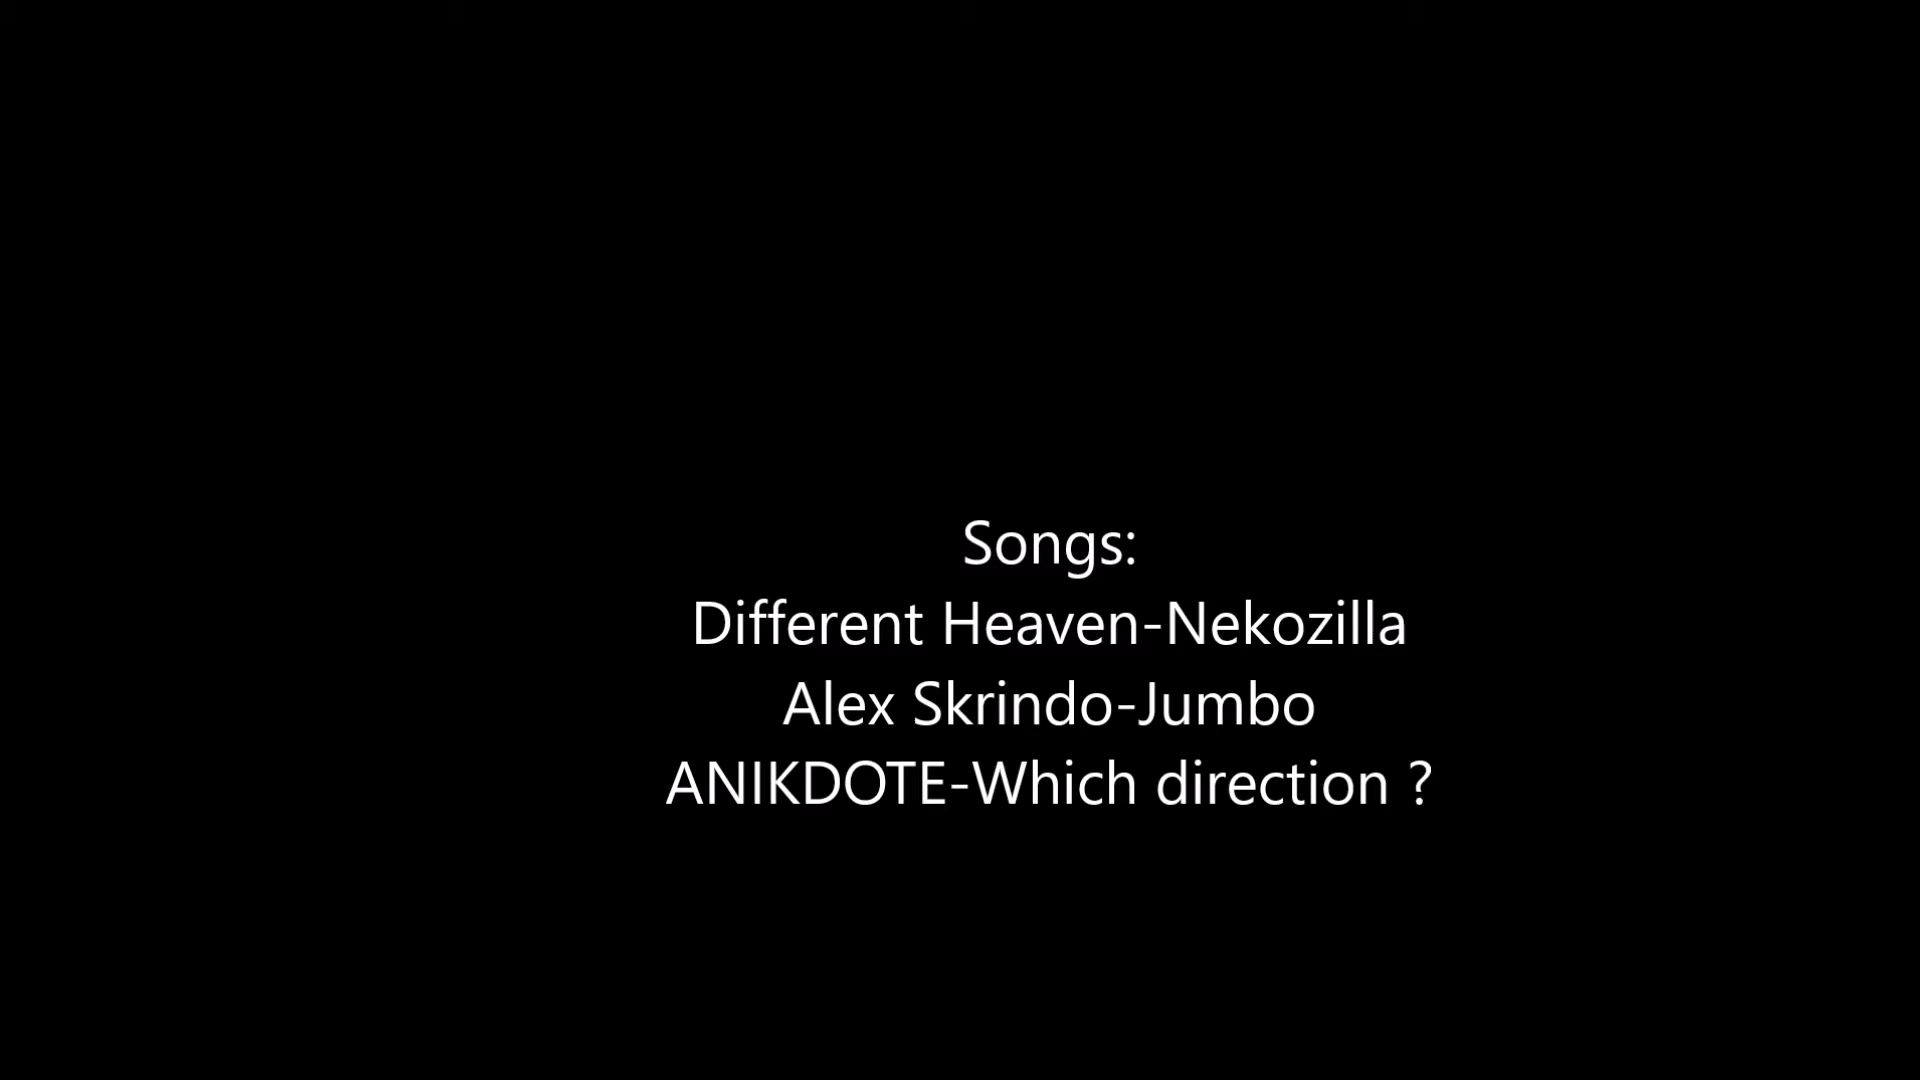 Songs:
Different Heaven-Nekozilla
Alex Skrindo-Jumbo
ANIKDOTE-Which direction ?